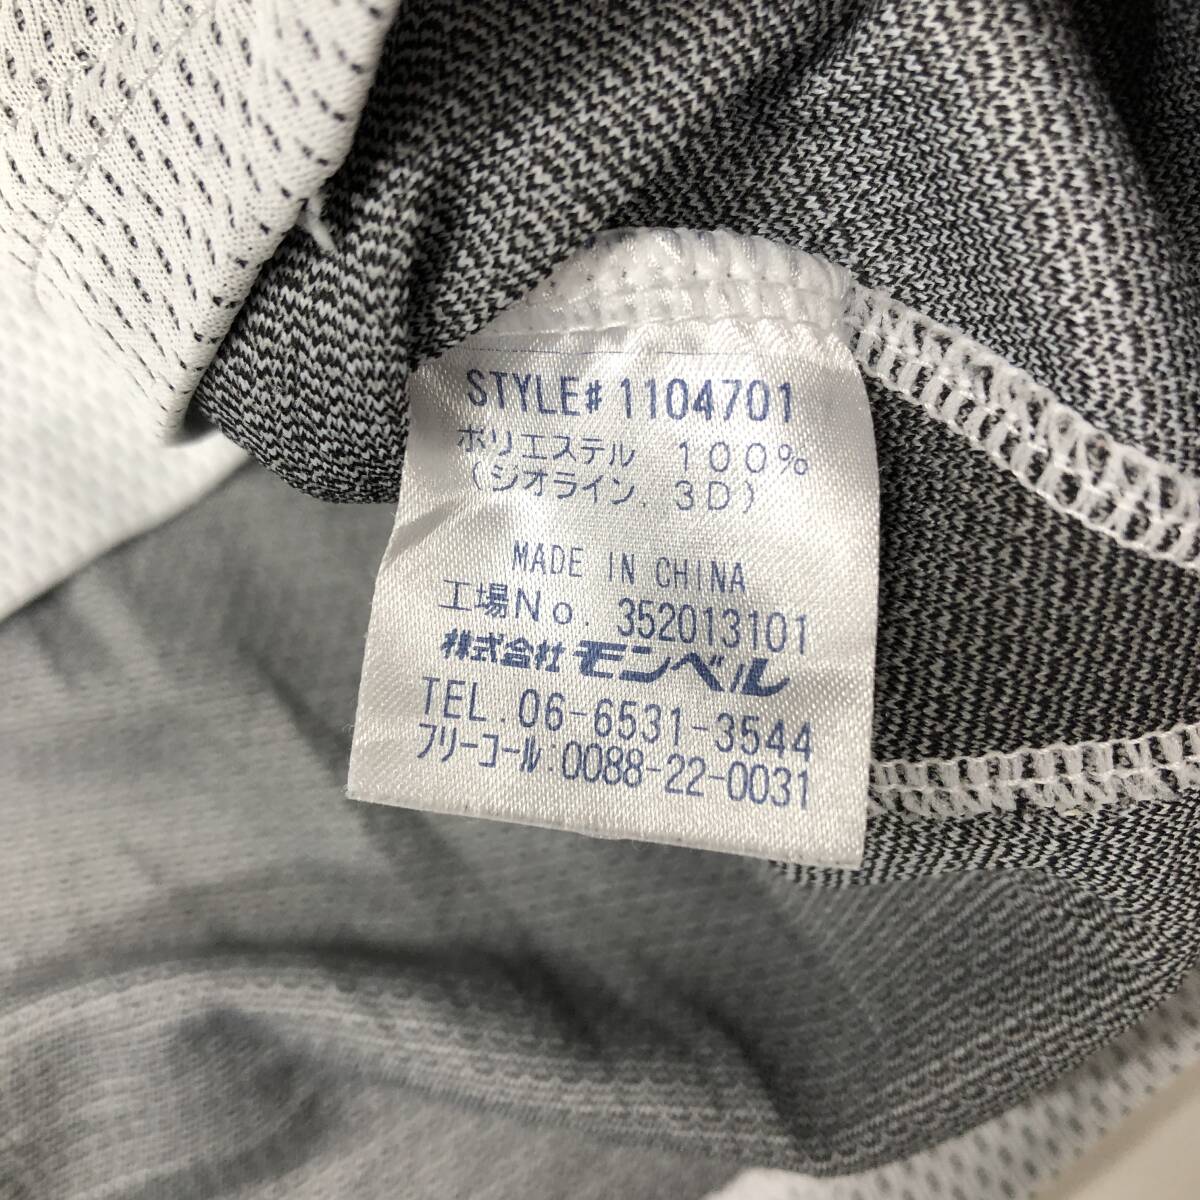 STYLE# 1104701
ポリエステル 100%
(ジオライン. 3D)
MADE IN CHINA
工場No. 352013101
株式会社 モンベル
TEL. 06-6531-3544
フリーコール:0088-22-0031